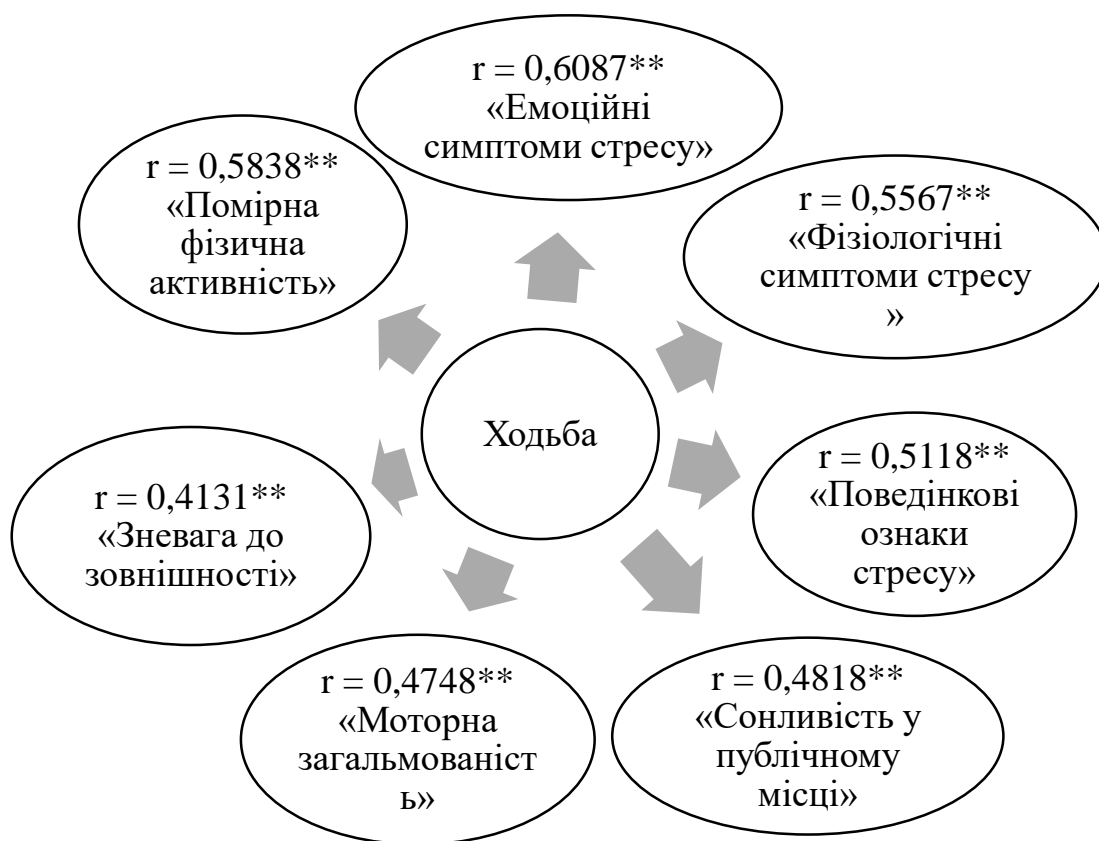 r = 0,6087**
«Емоційні
симптоми стресу»
r = 0,5838**
«Помірна
фізична
активність»
r = 0,5567**
«Фізіологічні
симптоми стресу
»
Ходьба
r = 0,4131**
«Зневага до
зовнішності»
r = 0,5118**
«Поведінкові
ознаки
стресу»
r = 0,4748**
«Моторна
загальмованіст
ь»
r = 0,4818**
«Сонливість у
публічному
місці»